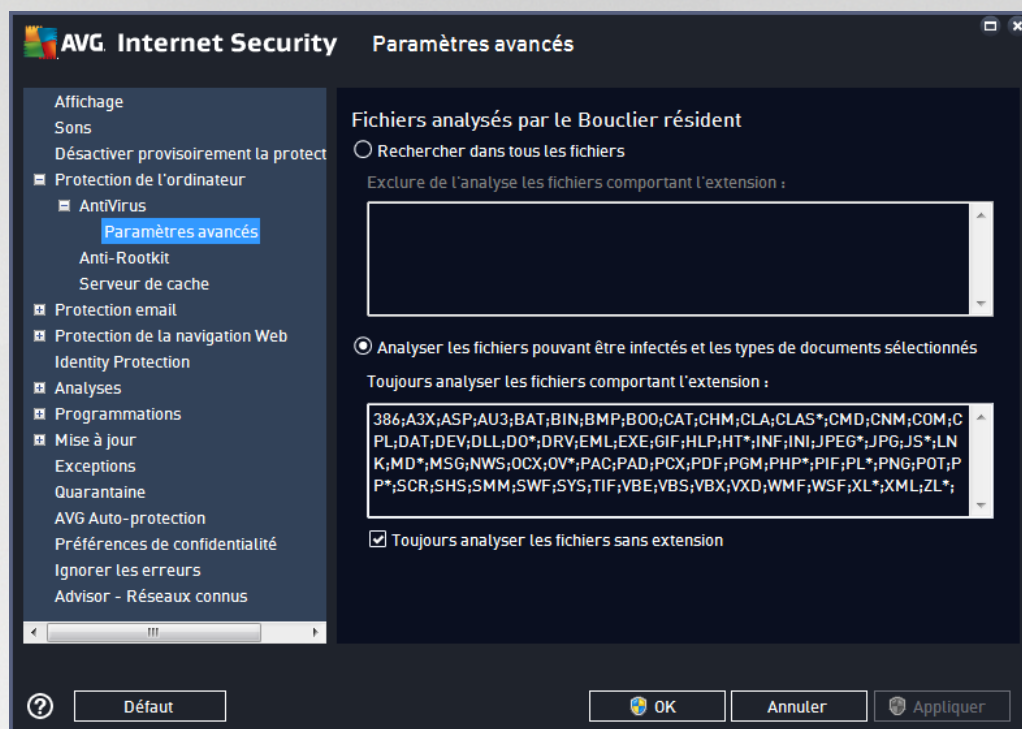 AVG. Internet Security
Paramètres avancés
Affichage
Sons
Désactiver provisoirement la protect
Protection de l'ordinateur
AntiVirus
Paramètres avancés
Anti-Rootkit
Serveur de cache
Protection email
Protection de la navigation Web
Identity Protection
Analyses
Programmations
Mise à jour
Exceptions
Quarantaine
AVG Auto-protection
Préférences de confidentialité
Ignorer les erreurs
Advisor - Réseaux connus
Fichiers analysés par le Bouclier résident
Rechercher dans tous les fichiers
Exclure de l'analyse les fichiers comportant l'extension :
Analyser les fichiers pouvant être infectés et les types de documents sélectionnés
Toujours analyser les fichiers comportant l'extension :
386;A3X;ASP;AU3;BAT;BIN;BMP;BOO;CAT;CHM;CLA;CLAS*;CMD;CNM;COM;C
PL;DAT;DEV;DLL;DO*;DRV;EML;EXE;GIF;HLP;HT*;INF;INI;JPEG*;JPG;JS*;LN
K;MD*;MSG;NWS;OCX;OV*;PAC;PAD;PCX;PDF;PGM;PHP*;PIF;PL*;PNG;POT;P
P*;SCR;SHS;SMM;SWF;SYS;TIF;VBE;VBS;VBX;VXD;WMF;WSF;XL*;XML;ZL*;
Toujours analyser les fichiers sans extension
Défaut
OK
Annuler
Appliquer